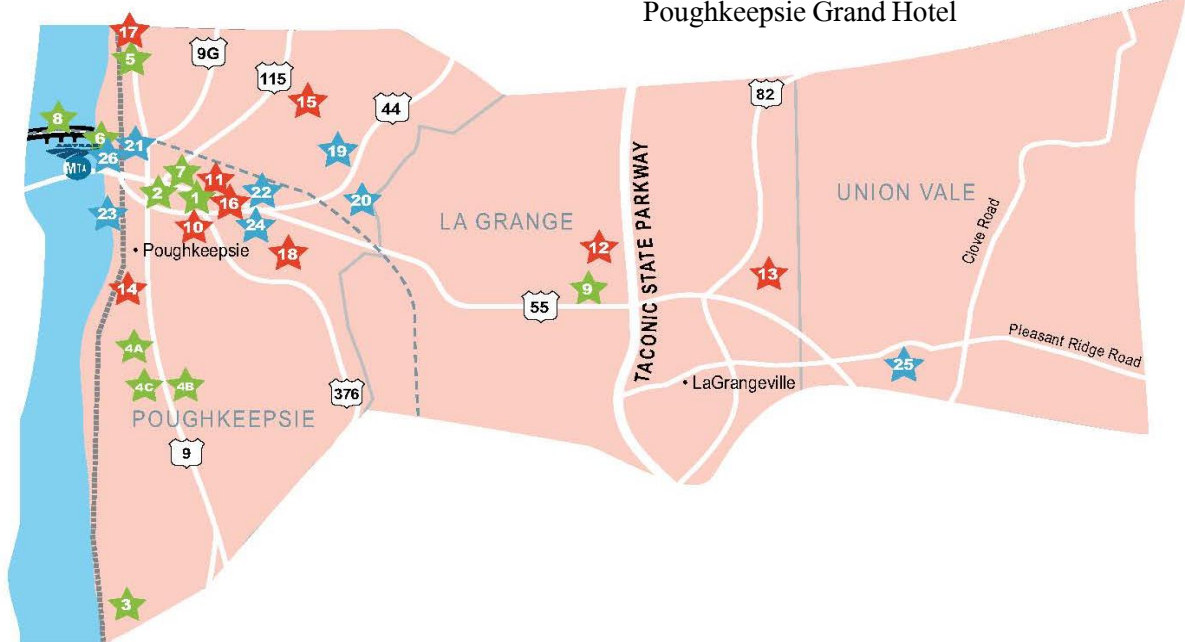 Poughkeepsie Grand Hotel
17
5
9G
115
15
44
82
8
6
AMTRAK
26
21
MTA
19
7
11
2
1
16
22
20
23
10
24
18
• Poughkeepsie
14
4A
4C
4B
POUGHKEEPSIE
376
9
3
LA GRANGE
12
9
55
TACONIC STATE PARKWAY
13
UNION VALE
Clove Road
Pleasant Ridge Road
25
• LaGrangeville